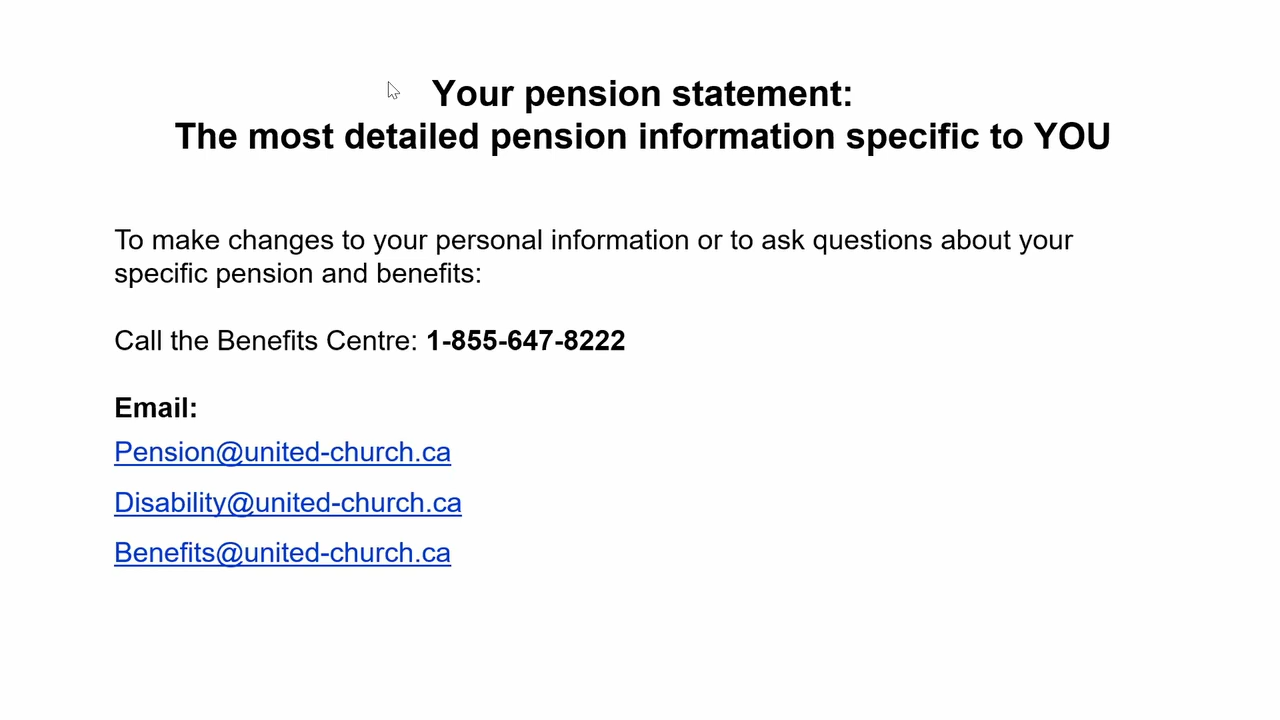 Your pension statement:
The most detailed pension information specific to YOU
To make changes to your personal information or to ask questions about your
specific pension and benefits:
Call the Benefits Centre: 1-855-647-8222
Email:
Pension@united-church.ca
Disability@united-church.ca
Benefits@united-church.ca